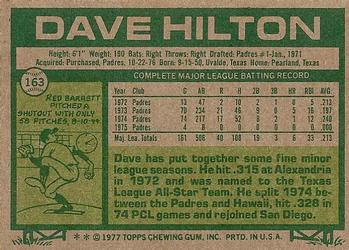 DAVE HILTON
Height: 6'1" Weight: 190 Bats: Right Throws: Right Drafted: Padres #1-Jan., 1971
Acquired: Purchased, Padres, 10-22-76 Born: 9-15-50, Uvalde, Texas Home: Pearland, Texas
163
COMPLETE MAJOR LEAGUE BATTING RECORD
Year Club G AB R H 2B 3B HR RBI AVG.
1972 Padres 13 47 2 10 2 1 0 5 .213
1973 Padres 70 234 21 46 9 0 5 16 .197
1974 Padres 74 217 17 52 8 2 1 12 .240
1975 Padres 4 8 0 0 0 0 0 0 .000
Maj. Lea. Totals 161 506 40 108 19 3 6 33 .213
RED BARRETT
PITCHED A
SHUTOUT WITH ONLY
58 PITCHES, 8-10-44.
Dave has put together some fine minor
league seasons. He hit .315 at Alexandria
in 1972 and was named to the Texas
League All-Star Team. He split 1974
between the Padres and Hawaii, hit .328
in 74 PCL games and rejoined San Diego.
© 1977 TOPPS CHEWING GUM, INC. PRTD. IN U.S.A.